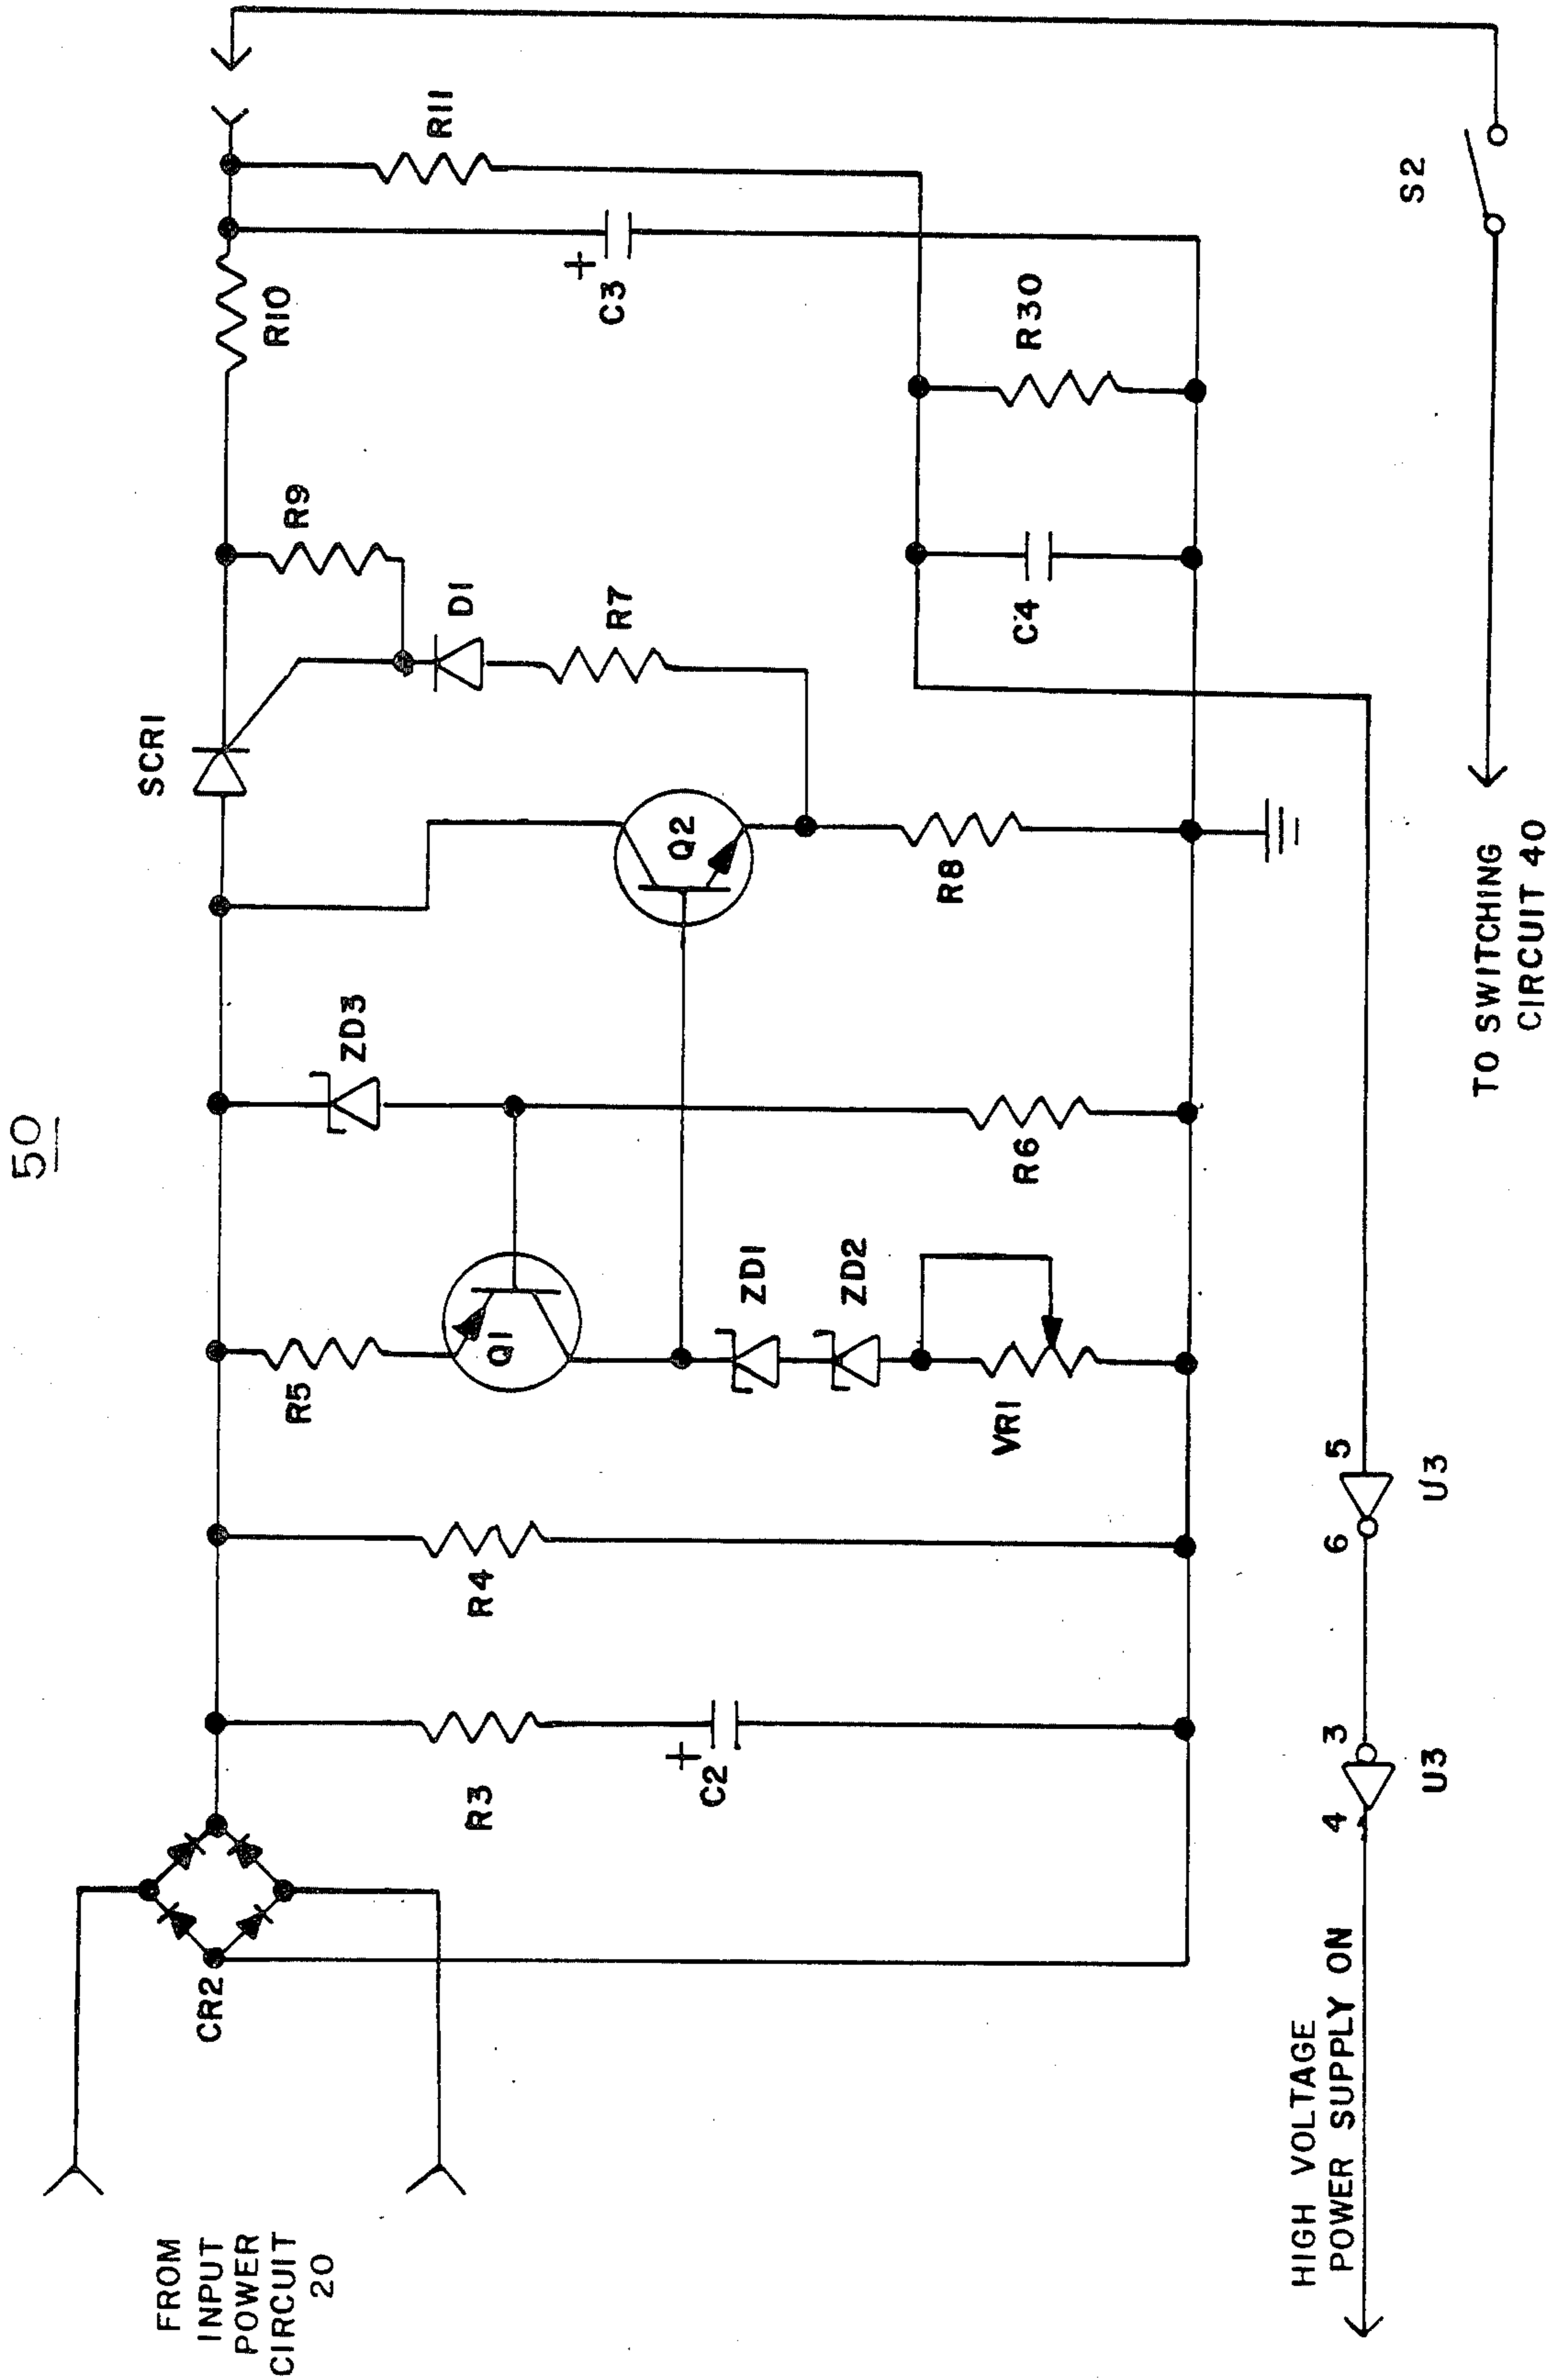 50
FROM
INPUT
POWER
CIRCUIT
20
CR2
R3
+
C2
R4
R5
Q1
ZD1
ZD2
VR1
ZD3
R6
Q2
R8
SCR1
D1
R7
R9
R10
+
C3
R11
R30
C4
S2
TO SWITCHING
CIRCUIT 40
5
U3
6
3
U3
4
HIGH VOLTAGE
POWER SUPPLY ON